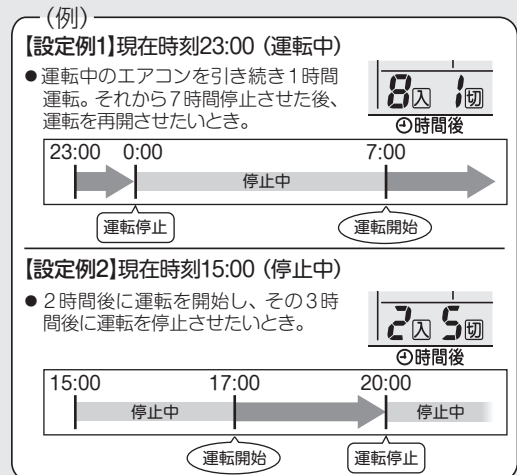 (例)
【設定例1】現在時刻23:00 (運転中)
●運転中のエアコンを引き続き1時間
運転。それから7時間停止させた後、
運転を再開させたいとき。
8入 1切
時間後
23:00 0:00 7:00
停止中
運転停止 運転開始
【設定例2】現在時刻15:00 (停止中)
●2時間後に運転を開始し、その3時
間後に運転を停止させたいとき。
2入 5切
時間後
15:00 17:00 20:00
停止中 停止中
運転開始 運転停止